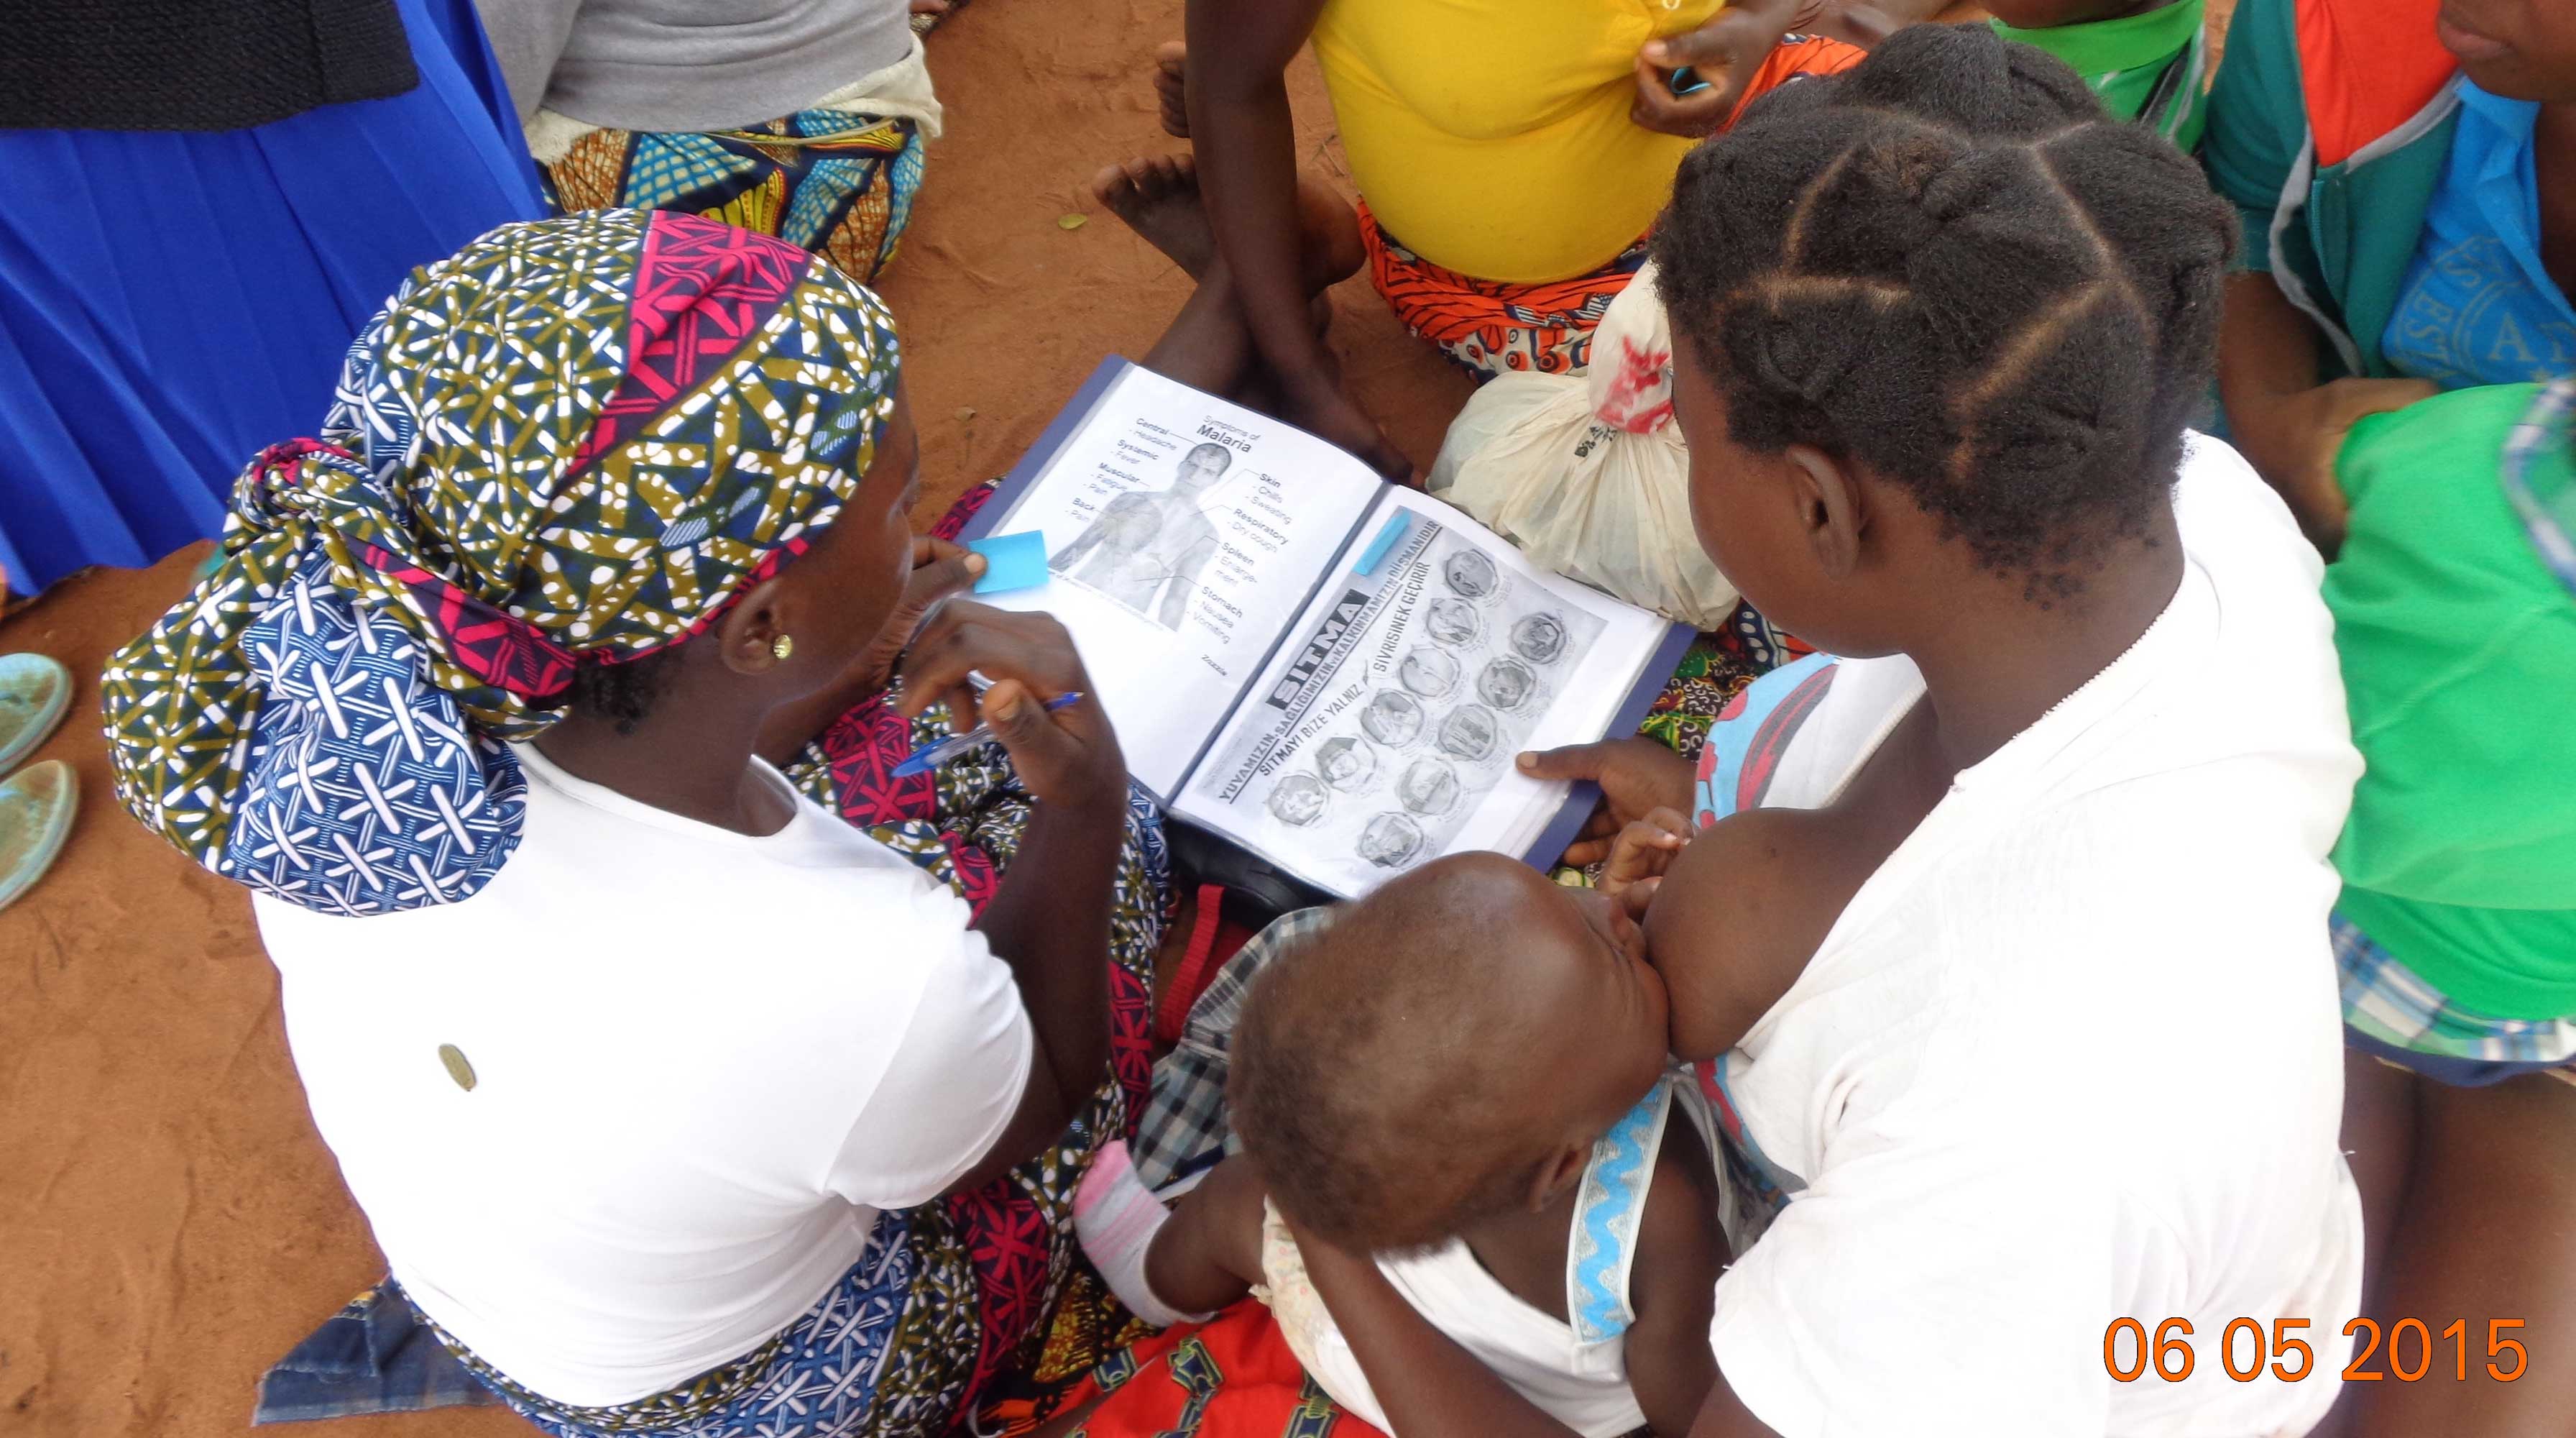 Symptoms of
Malaria
Central
- Headache
Systemic
- Fever
Muscular
- Fatigue
- Pain
Back
- Pain
Skin
- Chills
- Sweating
Respiratory
- Dry cough
Spleen
- Enlarge-
ment
Stomach
- Nausea
- Vomiting
SITMA
YUVAMIZIN, SAĞLIĞIMIZIN ve KALKINMAMIZIN DÜŞMANIDIR
SITMAYI BİZE YALNIZ SİVRİSİNEK GEÇİRİR
06 05 2015